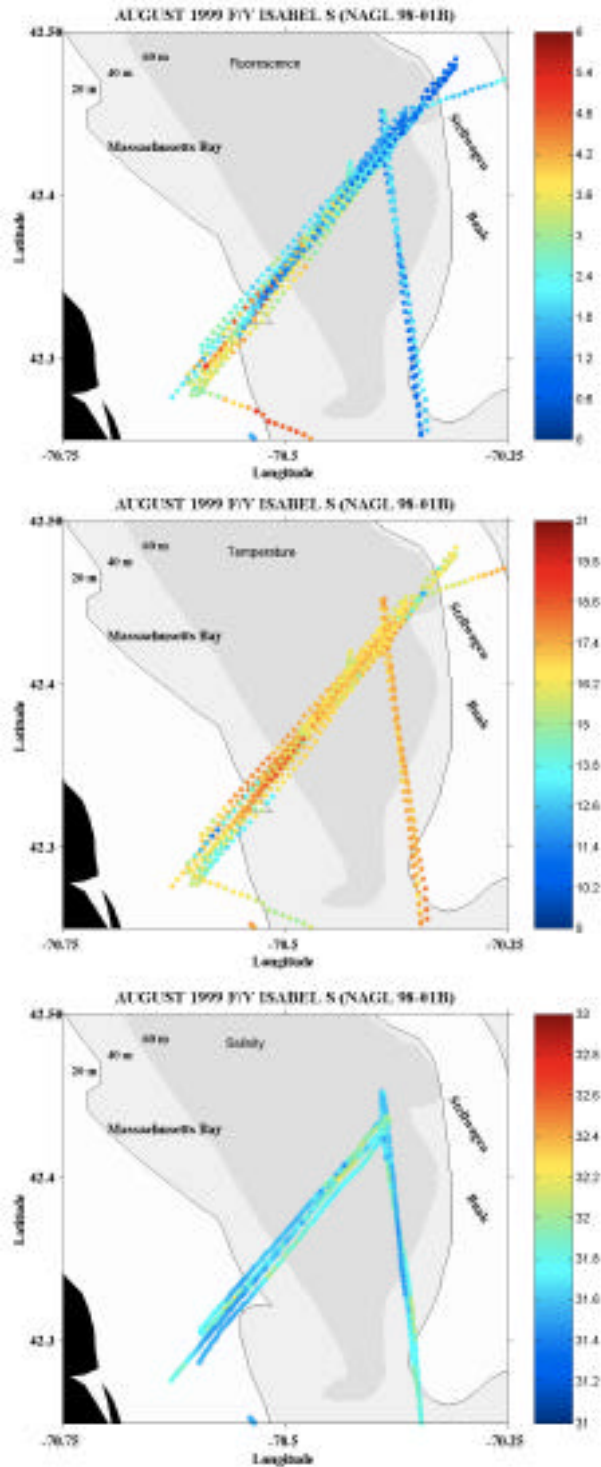 AUGUST 1999 F/V ISABEL S (NAGL 98-01B)
42.50
60 m
Fluorescence
40 m
20 m
Massachusetts Bay
Stellwagen
Bank
42.4
Latitude
42.3
-70.75
-70.5
-70.25
Longitude
6
5.4
4.8
4.2
3.6
3
2.4
1.8
1.2
0.6
0
AUGUST 1999 F/V ISABEL S (NAGL 98-01B)
42.50
60 m
Temperature
40 m
20 m
Massachusetts Bay
Stellwagen
Bank
42.4
Latitude
42.3
-70.75
-70.5
-70.25
Longitude
21
19.8
18.6
17.4
16.2
15
13.8
12.6
11.4
10.2
9
AUGUST 1999 F/V ISABEL S (NAGL 98-01B)
42.50
60 m
Salinity
40 m
20 m
Massachusetts Bay
Stellwagen
Bank
42.4
Latitude
42.3
-70.75
-70.5
-70.25
Longitude
33
32.8
32.6
32.4
32.2
32
31.8
31.6
31.4
31.2
31